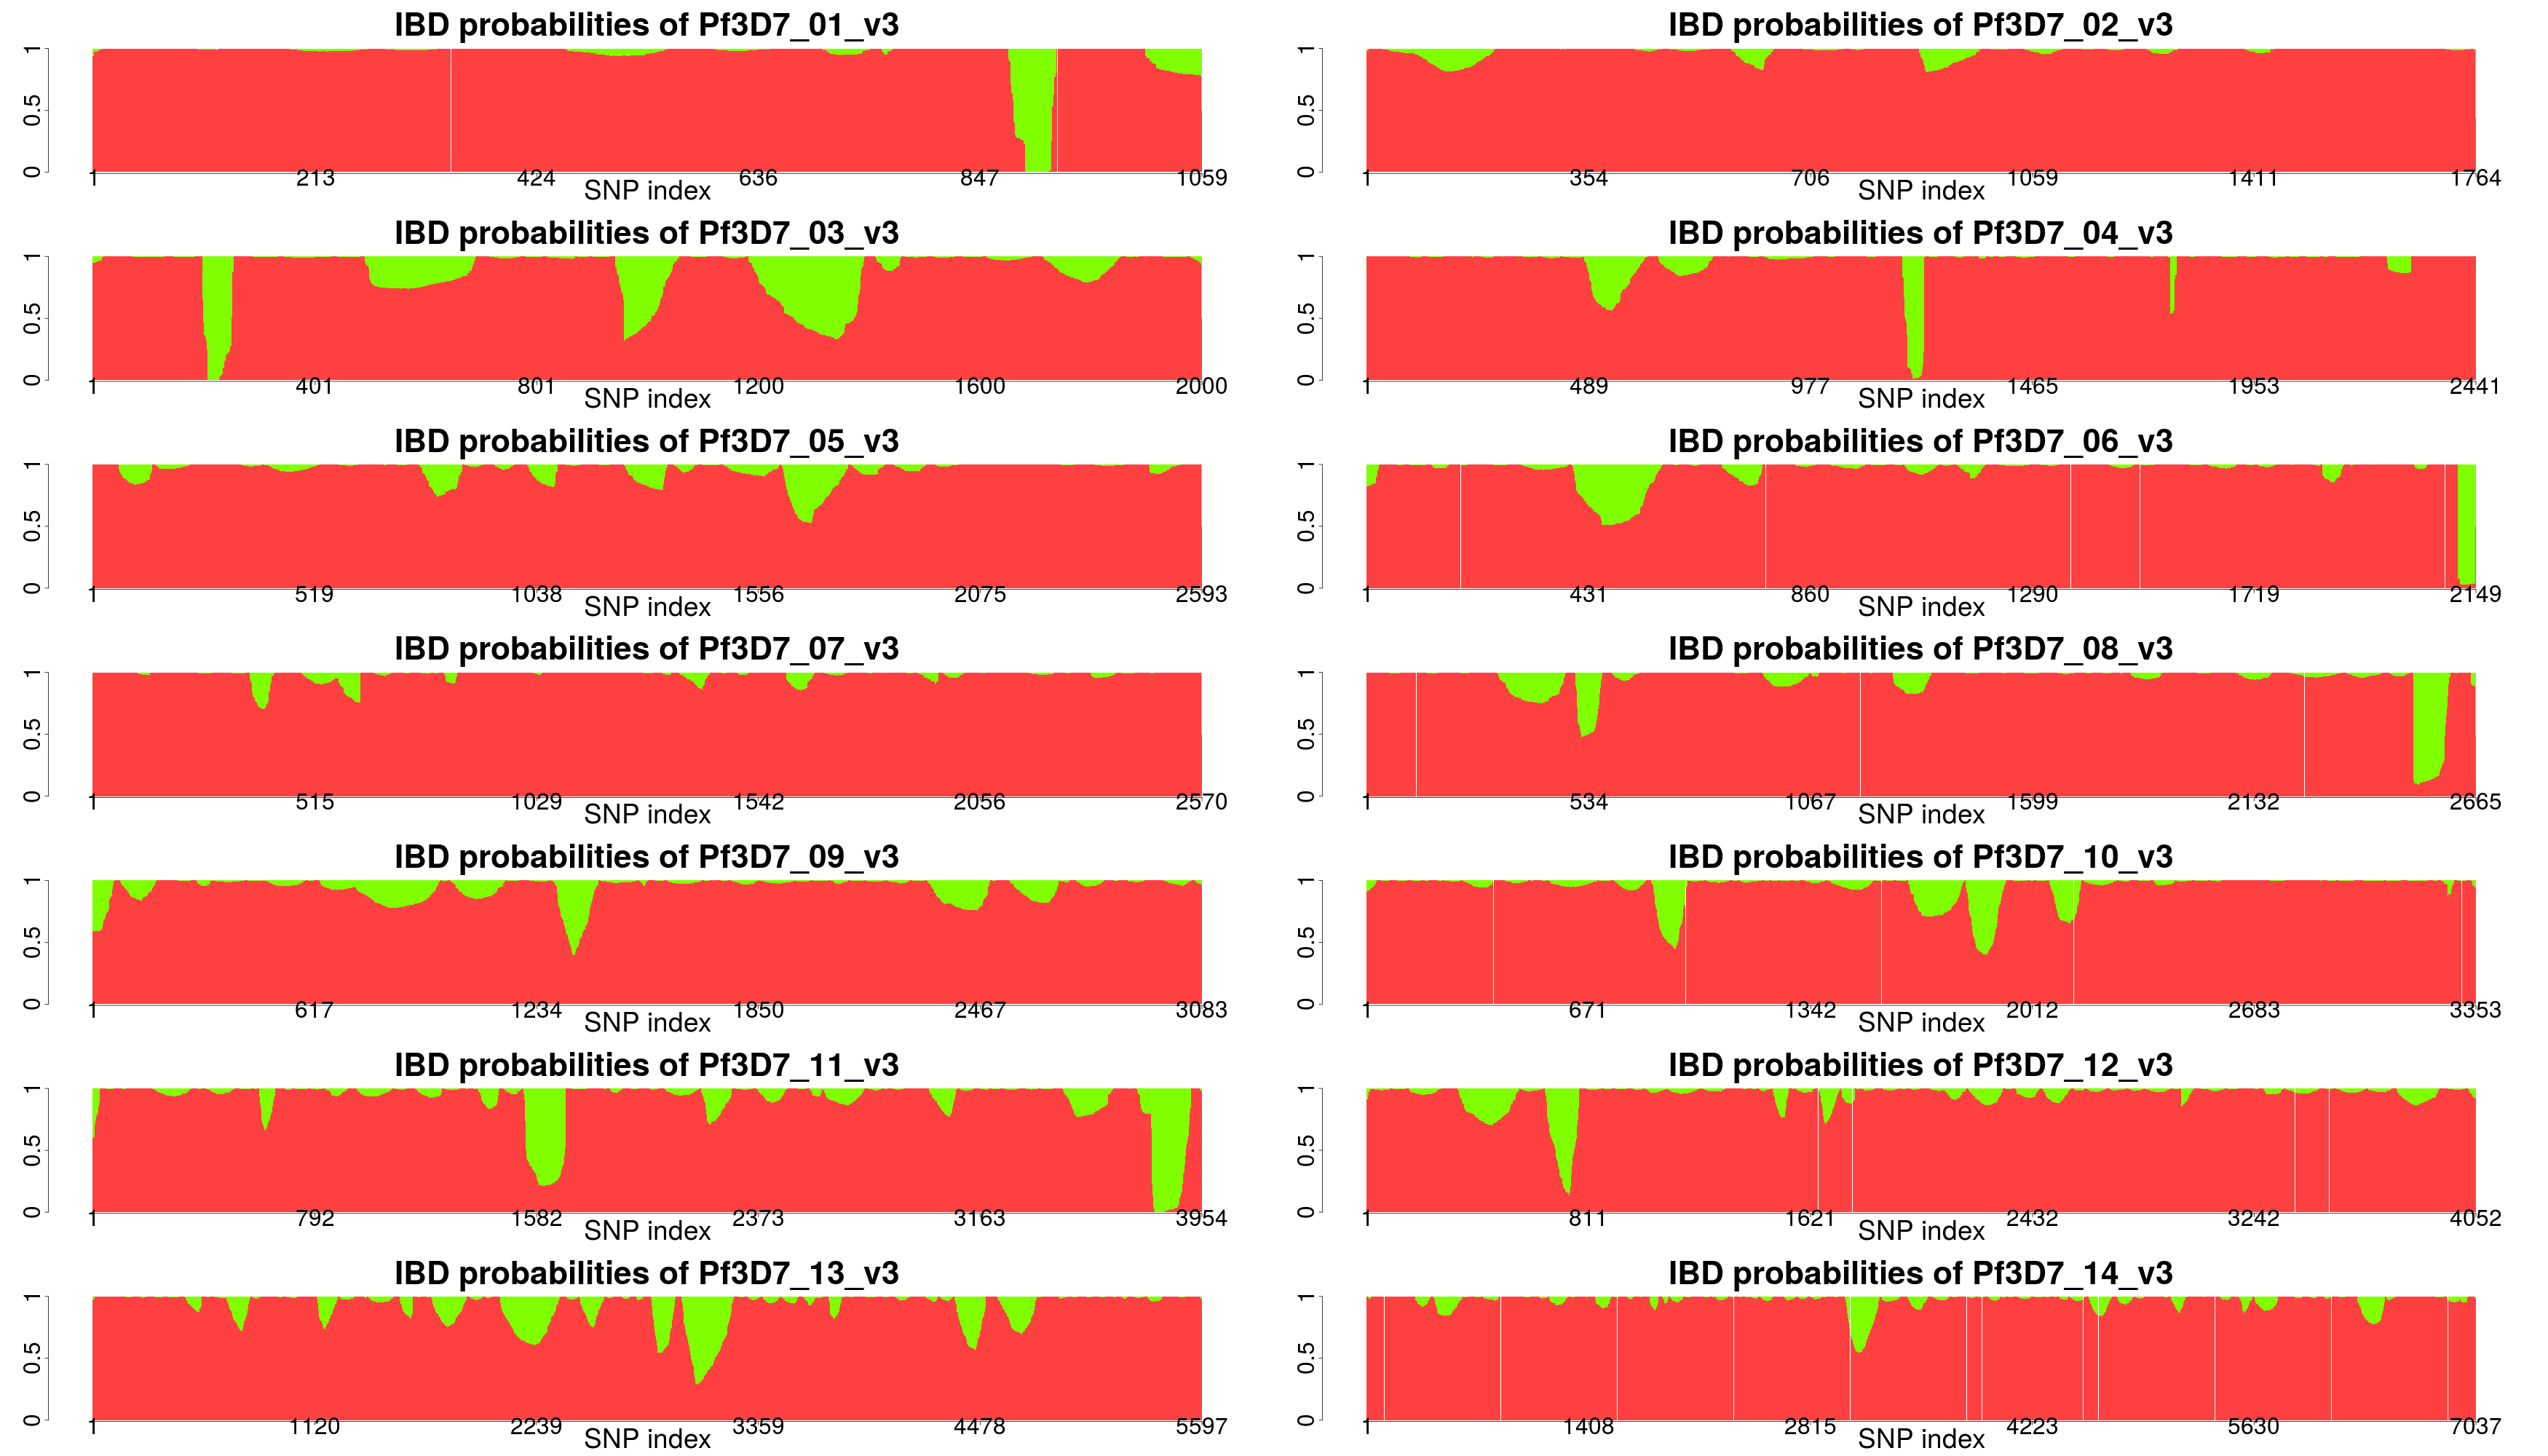 IBD probabilities of Pf3D7_01_v3
0 0.5 1
1 213 424 636 847 1059
SNP index
IBD probabilities of Pf3D7_02_v3
0 0.5 1
1 354 706 1059 1411 1764
SNP index
IBD probabilities of Pf3D7_03_v3
0 0.5 1
1 401 801 1200 1600 2000
SNP index
IBD probabilities of Pf3D7_04_v3
0 0.5 1
1 489 977 1465 1953 2441
SNP index
IBD probabilities of Pf3D7_05_v3
0 0.5 1
1 519 1038 1556 2075 2593
SNP index
IBD probabilities of Pf3D7_06_v3
0 0.5 1
1 431 860 1290 1719 2149
SNP index
IBD probabilities of Pf3D7_07_v3
0 0.5 1
1 515 1029 1542 2056 2570
SNP index
IBD probabilities of Pf3D7_08_v3
0 0.5 1
1 534 1067 1599 2132 2665
SNP index
IBD probabilities of Pf3D7_09_v3
0 0.5 1
1 617 1234 1850 2467 3083
SNP index
IBD probabilities of Pf3D7_10_v3
0 0.5 1
1 671 1342 2012 2683 3353
SNP index
IBD probabilities of Pf3D7_11_v3
0 0.5 1
1 792 1582 2373 3163 3954
SNP index
IBD probabilities of Pf3D7_12_v3
0 0.5 1
1 811 1621 2432 3242 4052
SNP index
IBD probabilities of Pf3D7_13_v3
0 0.5 1
1 1120 2239 3359 4478 5597
SNP index
IBD probabilities of Pf3D7_14_v3
0 0.5 1
1 1408 2815 4223 5630 7037
SNP index